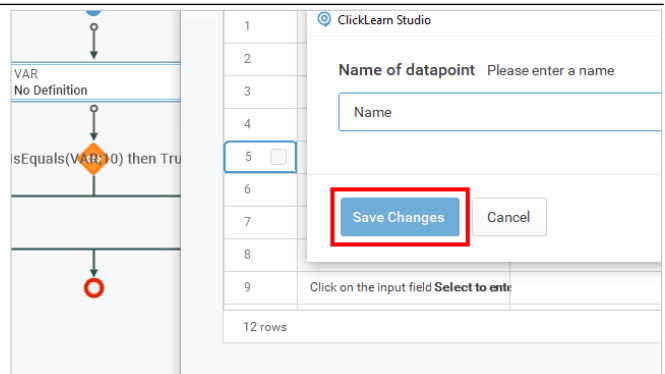 VAR
No Definition
IsEquals(VAR;10) then Tru
1
2
3
4
5
6
7
8
9
Click on the input field Select to ente
12 rows
ClickLearn Studio
Name of datapoint Please enter a name
Name
Save Changes
Cancel